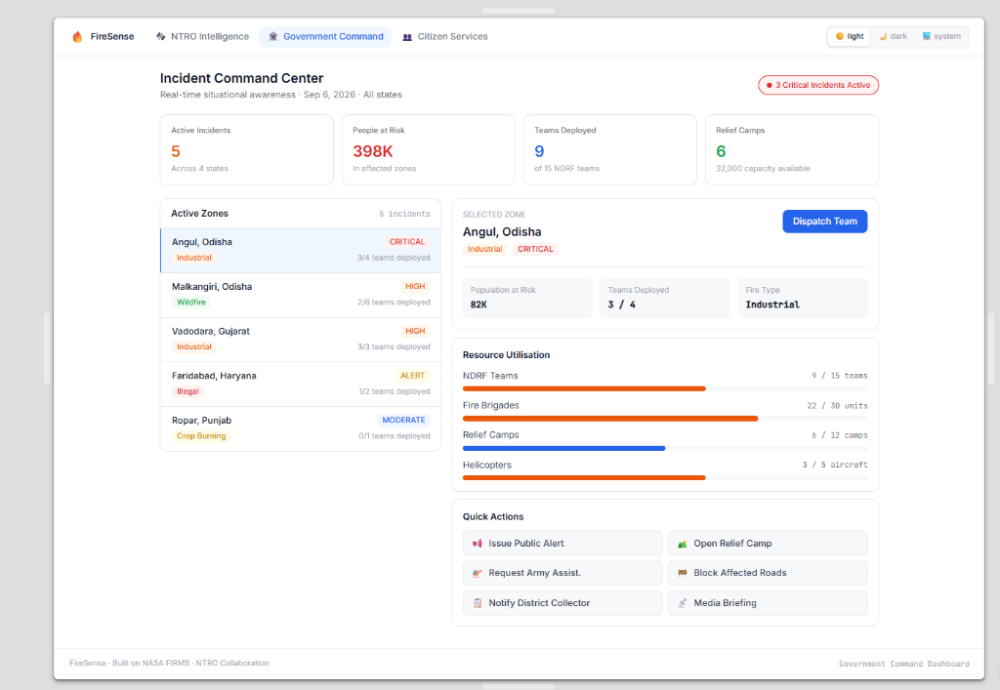 FireSense
NTRO Intelligence
Government Command
Citizen Services
light
dark
system
Incident Command Center
Real-time situational awareness · Sep 6, 2026 · All states
3 Critical Incidents Active
Active Incidents
5
Across 4 states
People at Risk
398K
In affected zones
Teams Deployed
9
of 15 NDRF teams
Relief Camps
6
32,000 capacity available
Active Zones
5 incidents
Angul, Odisha
CRITICAL
Industrial
3/4 teams deployed
Malkangiri, Odisha
HIGH
Wildfire
2/6 teams deployed
Vadodara, Gujarat
HIGH
Industrial
3/3 teams deployed
Faridabad, Haryana
ALERT
Illegal
1/2 teams deployed
Ropar, Punjab
MODERATE
Crop Burning
0/1 teams deployed
SELECTED ZONE
Angul, Odisha
Industrial
CRITICAL
Dispatch Team
Population at Risk
82K
Teams Deployed
3 / 4
Fire Type
Industrial
Resource Utilisation
NDRF Teams
9 / 15 teams
Fire Brigades
22 / 30 units
Relief Camps
6 / 12 camps
Helicopters
3 / 5 aircraft
Quick Actions
Issue Public Alert
Open Relief Camp
Request Army Assist.
Block Affected Roads
Notify District Collector
Media Briefing
FireSense · Built on NASA FIRMS · NTRO Collaboration
Government Command Dashboard